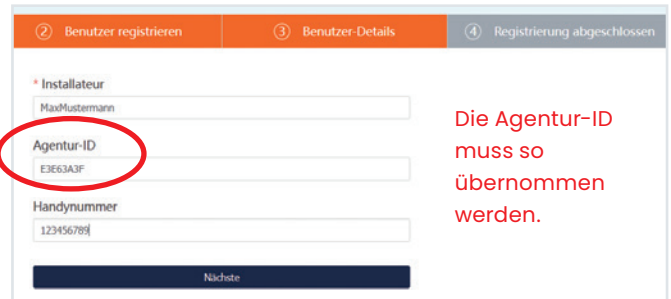 ② Benutzer registrieren ③ Benutzer-Details ④ Registrierung abgeschlossen
* Installateur
MaxMustermann
Agentur-ID
E3E63A3F
Handynummer
123456789
Nächste
Die Agentur-ID
muss so
übernommen
werden.